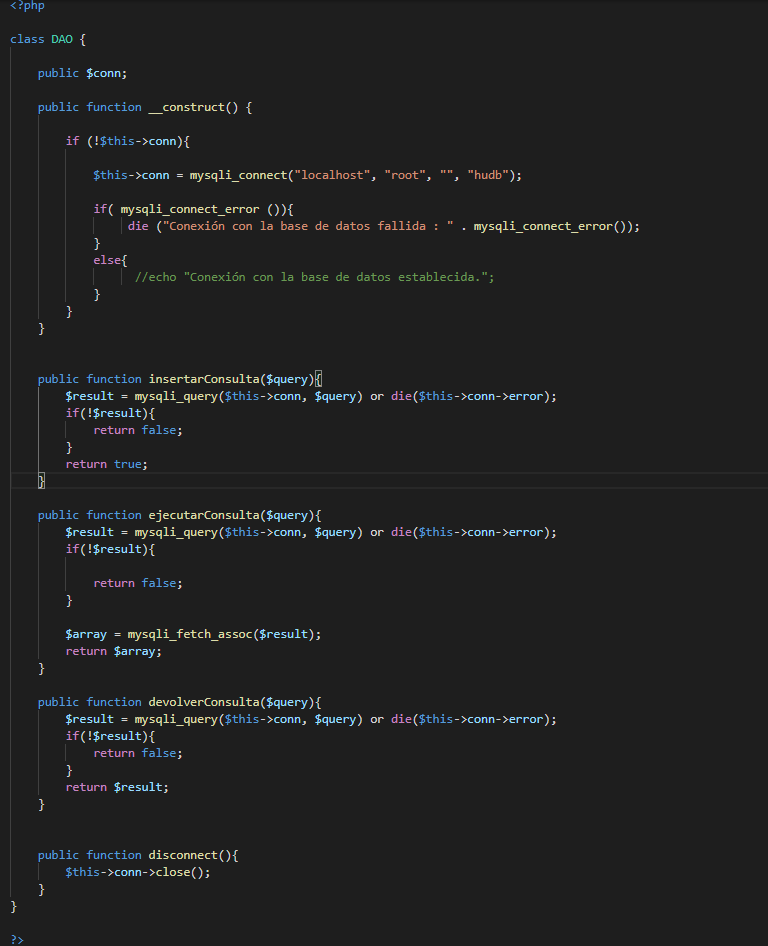 <?php
class DAO {
public $conn;
public function __construct() {
if (!$this->conn){
$this->conn = mysqli_connect("localhost", "root", "", "hudb");
if( mysqli_connect_error ()){
die ("Conexión con la base de datos fallida : " . mysqli_connect_error());
}
else{
//echo "Conexión con la base de datos establecida.";
}
}
}
public function insertarConsulta($query){
$result = mysqli_query($this->conn, $query) or die($this->conn->error);
if(!$result){
return false;
}
return true;
}
public function ejecutarConsulta($query){
$result = mysqli_query($this->conn, $query) or die($this->conn->error);
if(!$result){
return false;
}
$array = mysqli_fetch_assoc($result);
return $array;
}
public function devolverConsulta($query){
$result = mysqli_query($this->conn, $query) or die($this->conn->error);
if(!$result){
return false;
}
return $result;
}
public function disconnect(){
$this->conn->close();
}
}
?>